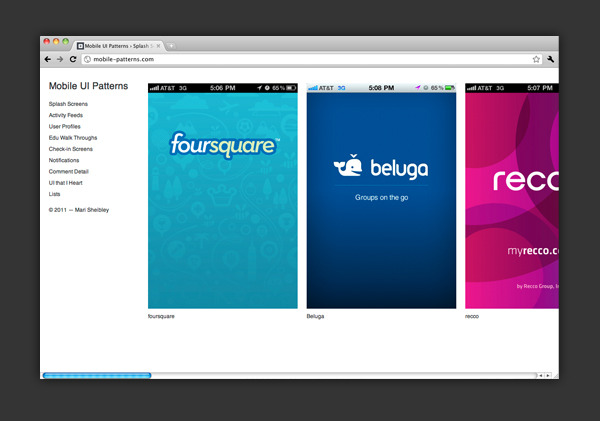 Mobile UI Patterns › Splash S
mobile-patterns.com
Mobile UI Patterns
Splash Screens
Activity Feeds
User Profiles
Edu Walk Throughs
Check-in Screens
Notifications
Comment Detail
UI that I Heart
Lists
© 2011 — Mari Sheibley
AT&T 3G 5:06 PM 65%
foursquare™
foursquare
AT&T 3G 5:08 PM 65%
beluga
Groups on the go
Beluga
AT&T 3G 5:07 PM
recc
myrecco.c
by Recco Group, In
recco